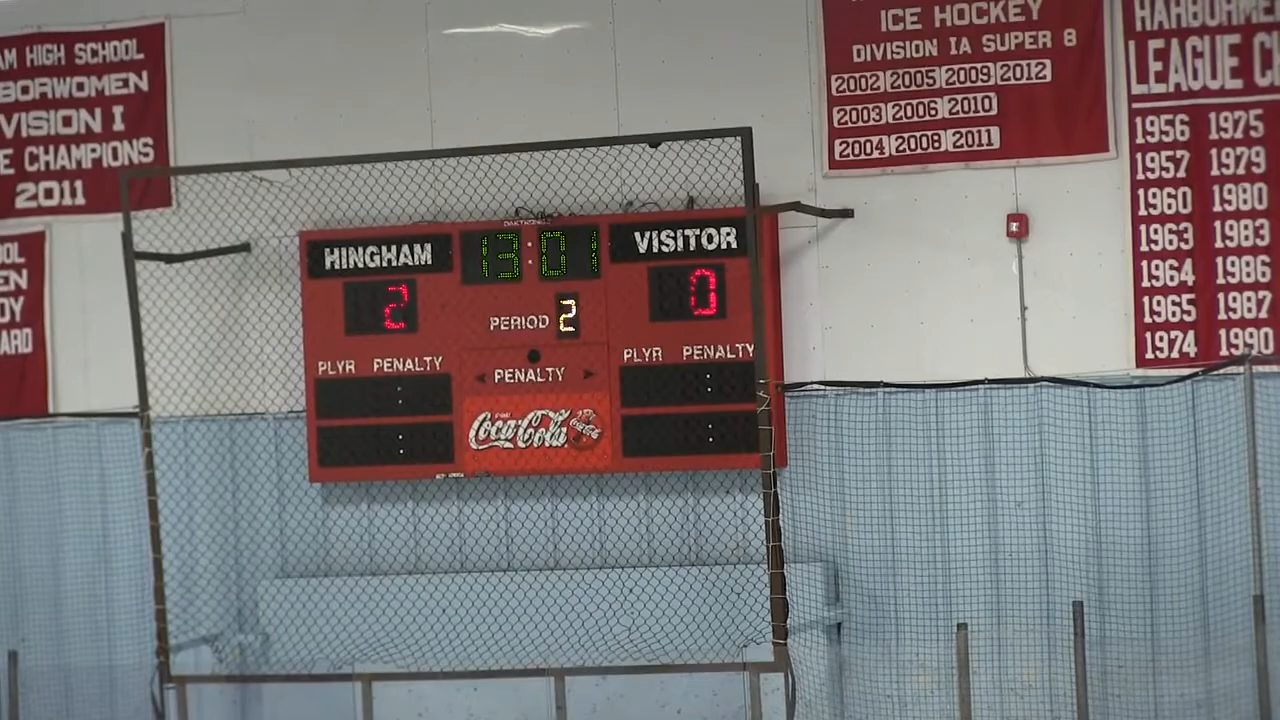 AM HIGH SCHOOL
BORWOMEN
VISION I
E CHAMPIONS
2011
OOL
EN
DY
ARD
ICE HOCKEY
DIVISION IA SUPER 8
2002 2005 2009 2012
2003 2006 2010
2004 2008 2011
HARBORME
LEAGUE CH
1956 1975
1957 1979
1960 1980
1963 1983
1964 1986
1965 1987
1974 1990
DAKTRONICS
HINGHAM 13:01 VISITOR
2 0
PERIOD 2
PLYR PENALTY PLYR PENALTY
PENALTY
Coca-Cola